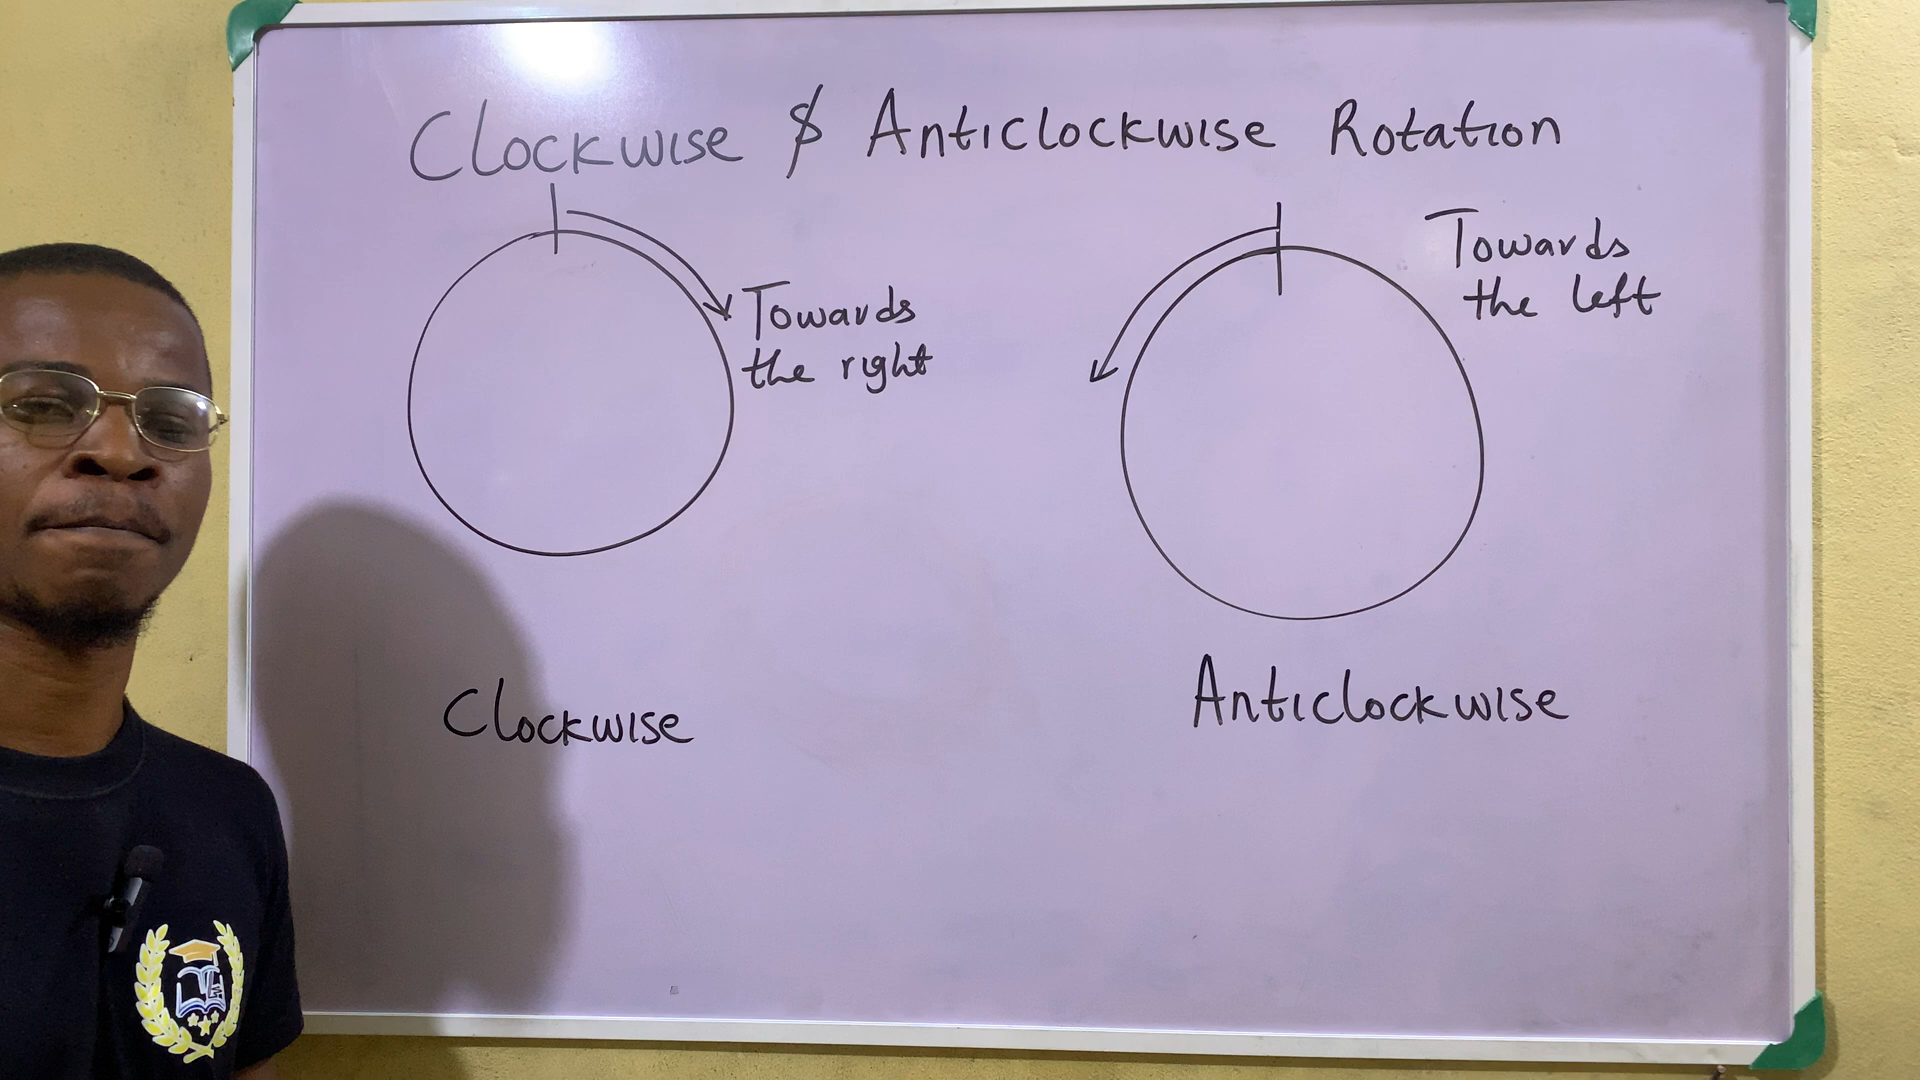 Clockwise & Anticlockwise Rotation
Towards
the right
Towards
the left
Clockwise
Anticlockwise